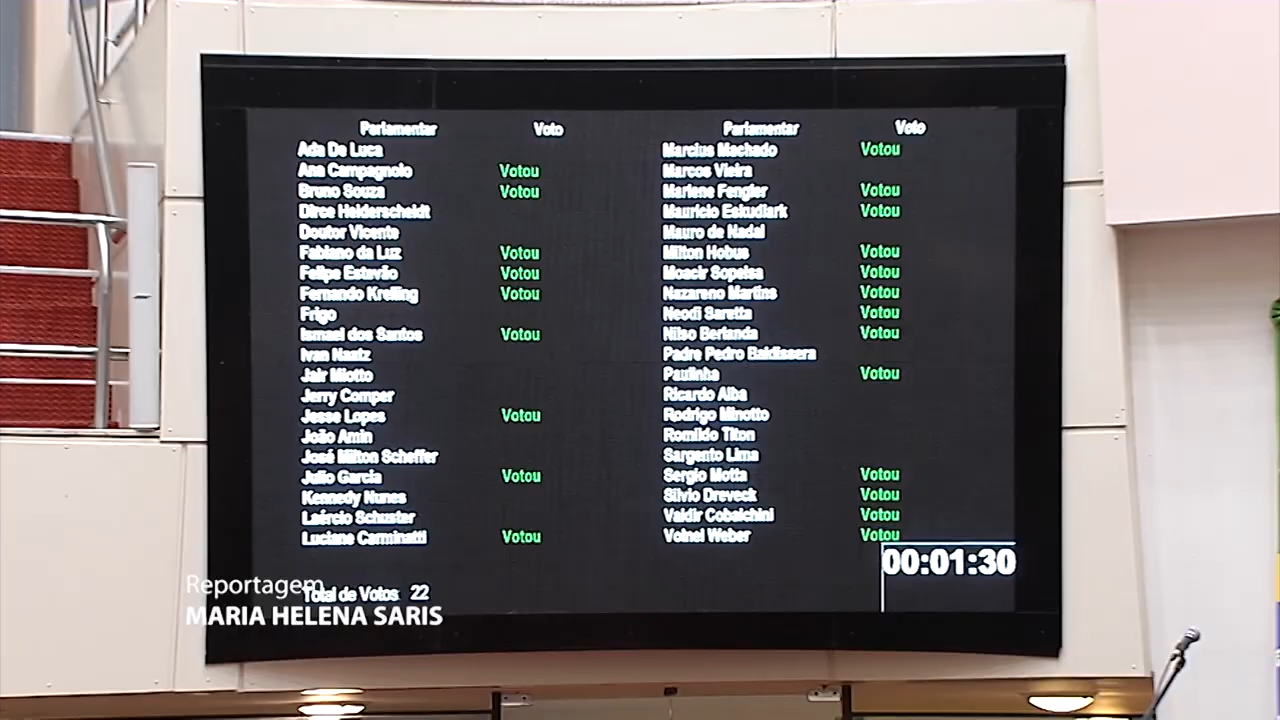 Parlamentar Voto
Ada De Luca
Ana Campagnolo Votou
Bruno Souza Votou
Dirce Heiderscheidt
Doutor Vicente
Fabiano da Luz Votou
Felipe Estevão Votou
Fernando Krelling Votou
Frigo
Ismael dos Santos Votou
Ivan Naatz
Jair Miotto
Jerry Comper
Jesse Lopes Votou
João Amin
José Milton Scheffer
Julio Garcia Votou
Kennedy Nunes
Laércio Schuster
Luciane Carminatti Votou
Parlamentar Voto
Marcius Machado Votou
Marcos Vieira
Marlene Fengler Votou
Mauricio Eskudlark Votou
Mauro de Nadal
Milton Hobus Votou
Moacir Sopelsa Votou
Nazareno Martins Votou
Neodi Saretta Votou
Nilso Berlanda Votou
Padre Pedro Baldissera
Paulinha Votou
Ricardo Alba
Rodrigo Minotto
Romildo Titon
Sargento Lima
Sergio Motta Votou
Silvio Dreveck Votou
Valdir Cobalchini Votou
Volnei Weber Votou
00:01:30
Total de Votos 22
Reportagem
MARIA HELENA SARIS